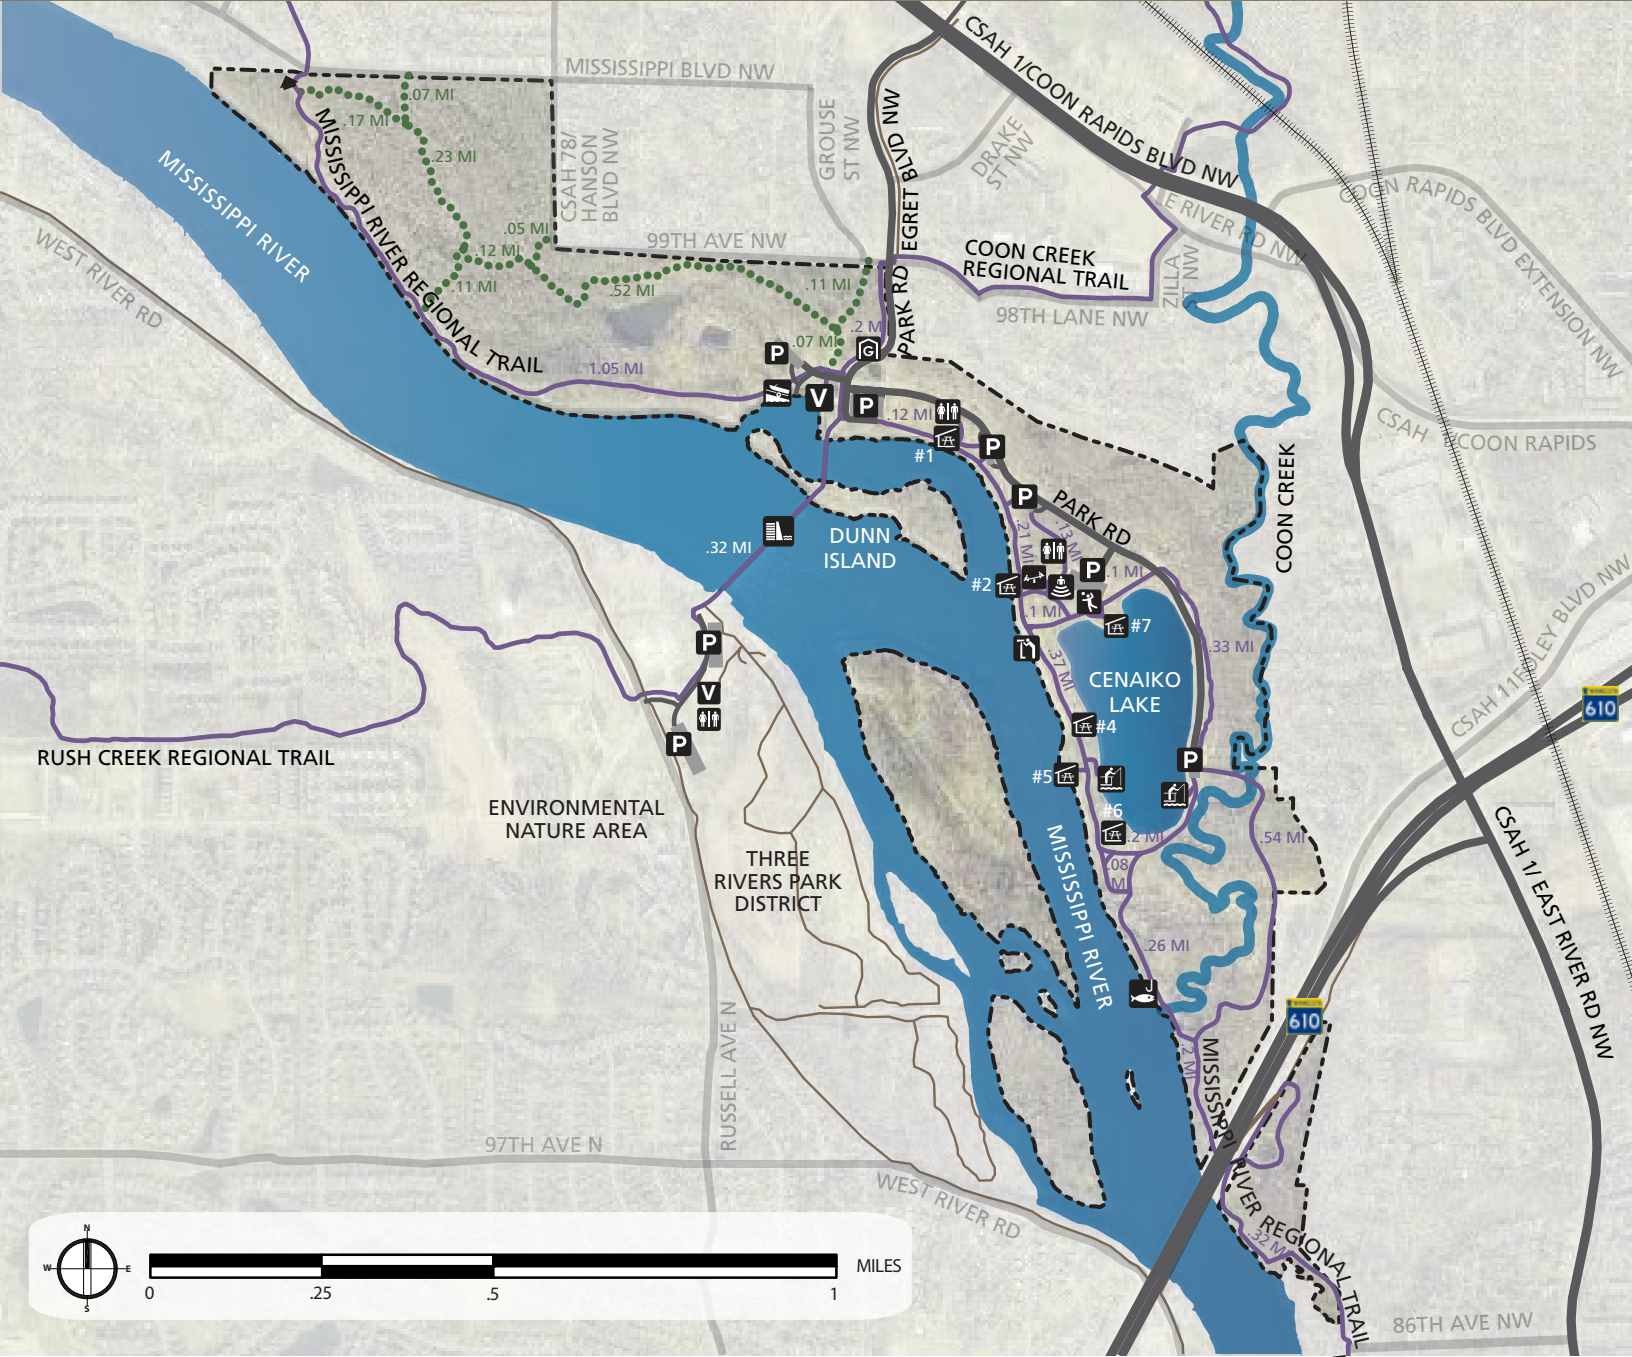 MISSISSIPPI BLVD NW
CSAH 1/COON RAPIDS BLVD NW
.07 MI
.17 MI
.23 MI
MISSISSIPPI RIVER
MISSISSIPPI RIVER REGIONAL TRAIL
WEST RIVER RD
CSAH 78/
HANSON
BLVD NW
GROUSE
ST NW
EGRET BLVD NW
DRAKE
ST NW
COON RAPIDS BLVD EXTENSION NW
E RIVER RD NW
.05 MI
.12 MI
.11 MI
99TH AVE NW
.52 MI
.11 MI
COON CREEK
REGIONAL TRAIL
ZILLA
ST NW
98TH LANE NW
PARK RD
.2 M
G
.07 MI
P
1.05 MI
V
P
.12 MI
#1
P
P
PARK RD
CSAH
COON RAPIDS
COON CREEK
.32 MI
DUNN
ISLAND
.21 MI
.13 MI
P
.1 MI
#2
.1 MI
#7
.33 MI
.37 MI
CENAIKO
LAKE
#4
#5
P
#6
.2 MI
.08
MI
.54 MI
.26 MI
CSAH 11
FOLEY BLVD NW
610
P
V
P
RUSH CREEK REGIONAL TRAIL
ENVIRONMENTAL
NATURE AREA
THREE
RIVERS PARK
DISTRICT
MISSISSIPPI RIVER
CSAH 1/ EAST RIVER RD NW
610
.2 MI
MISSISSIPPI RIVER REGIONAL TRAIL
RUSSELL AVE N
97TH AVE N
WEST RIVER RD
.32 MI
86TH AVE NW
N
W
E
S
0
.25
.5
1
MILES